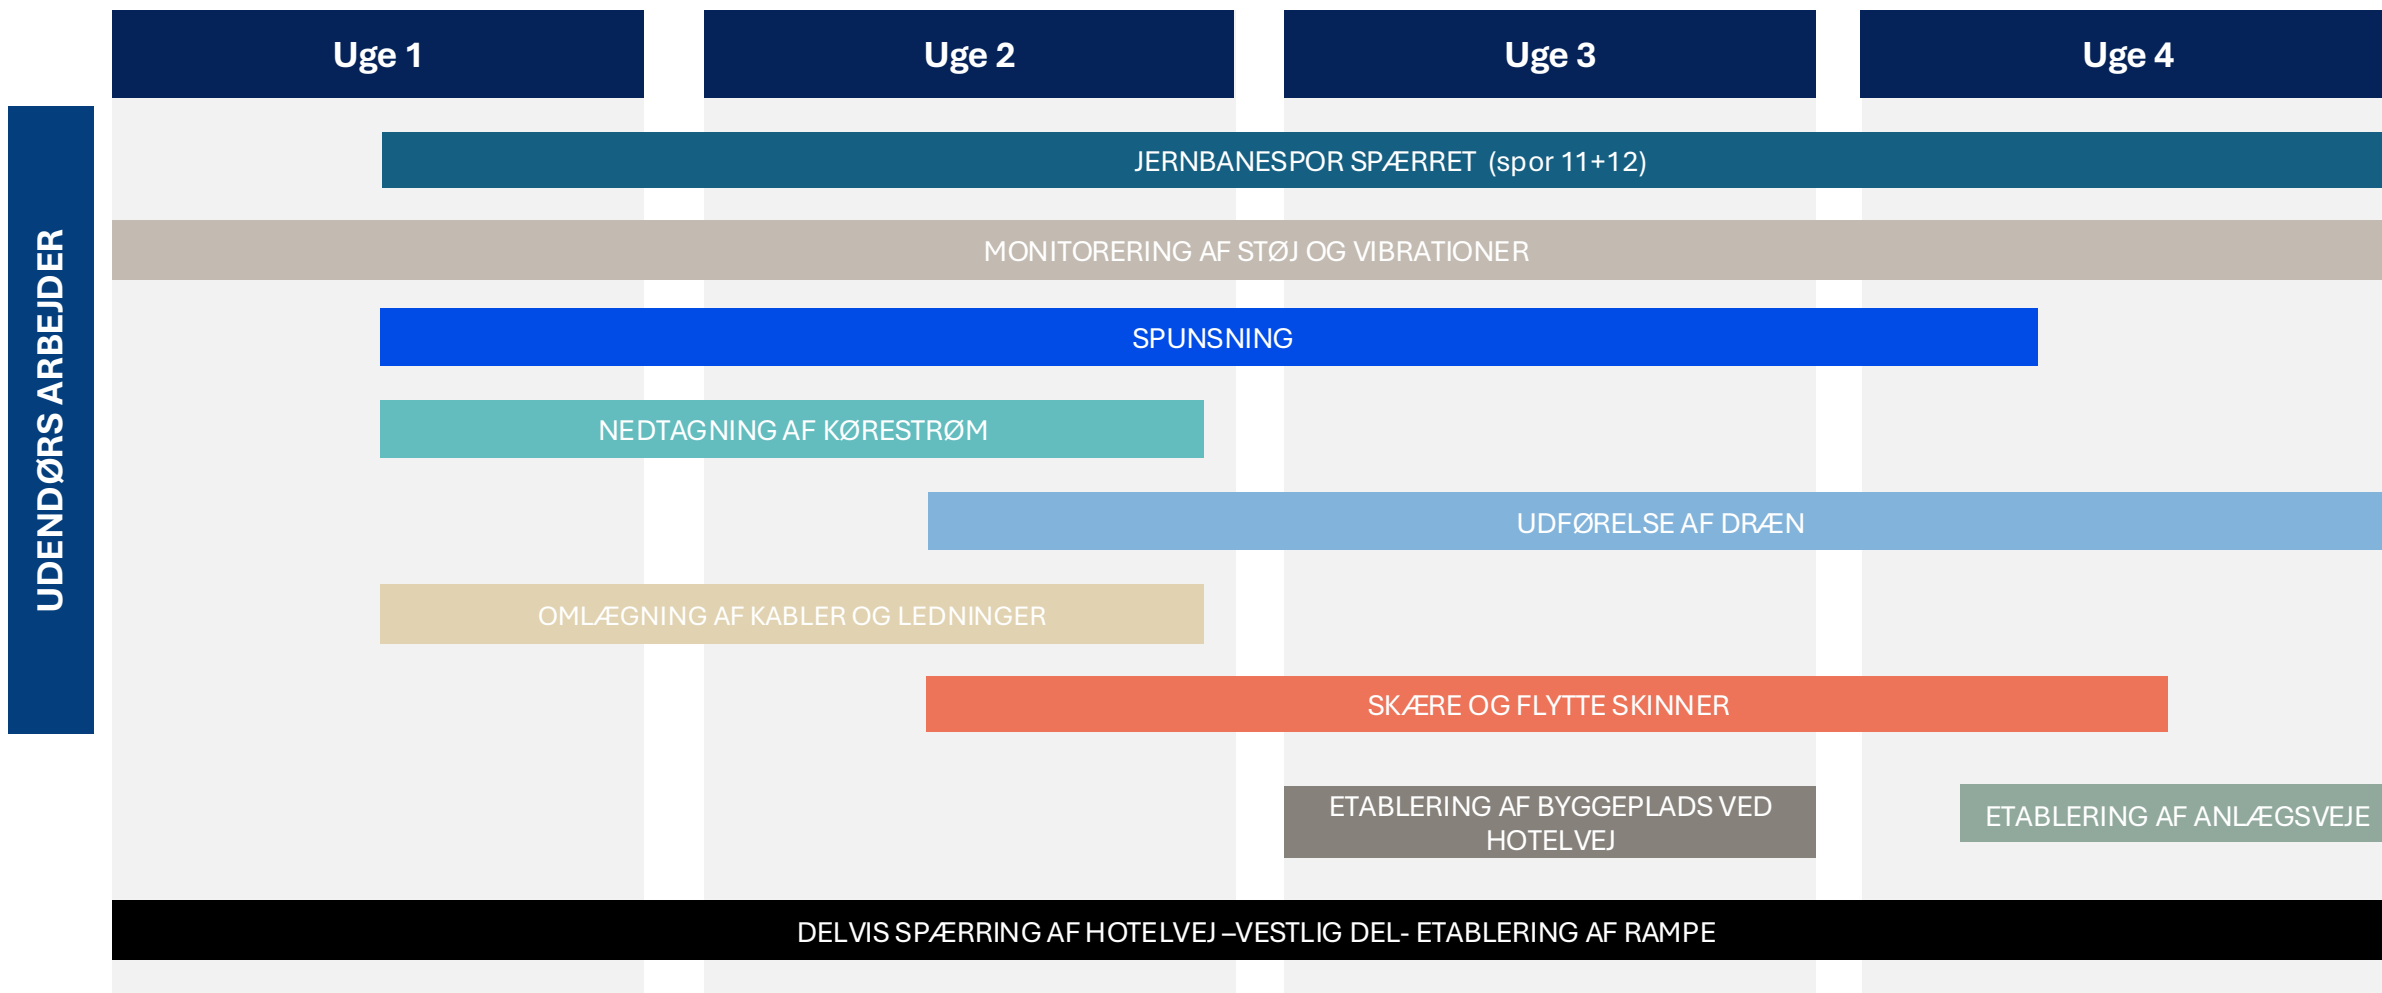 Uge 1
Uge 2
Uge 3
Uge 4
UDENDØRS ARBEJDER
JERNBANESPOR SPÆRRET (spor 11+12)
MONITORERING AF STØJ OG VIBRATIONER
SPUNSNING
NEDTAGNING AF KØRESTRØM
UDFØRELSE AF DRÆN
OMLÆGNING AF KABLER OG LEDNINGER
SKÆRE OG FLYTTE SKINNER
ETABLERING AF BYGGEPLADS VED
HOTELVEJ
ETABLERING AF ANLÆGSVEJE
DELVIS SPÆRRING AF HOTELVEJ –VESTLIG DEL- ETABLERING AF RAMPE